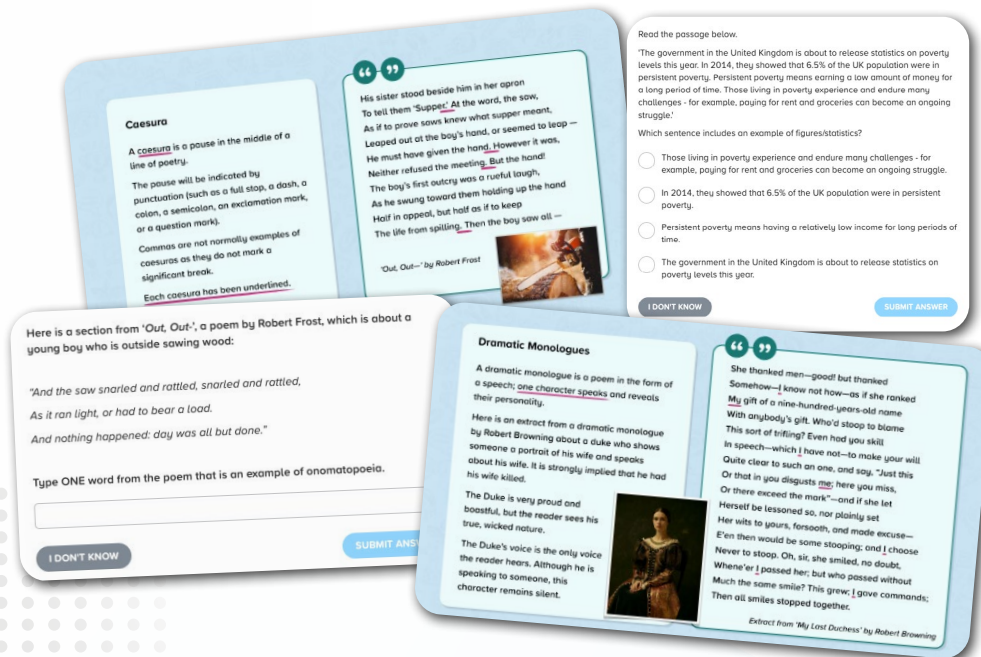 Caesura
A caesura is a pause in the middle of a
line of poetry.
The pause will be indicated by
punctuation (such as a full stop, a dash, a
colon, a semicolon, an exclamation mark,
or a question mark).
Commas are not normally examples of
caesuras as they do not mark a
significant break.
Each caesura has been underlined.
“ ”
His sister stood beside him in her apron
To tell them ‘Supper.’ At the word, the saw,
As if to prove saws knew what supper meant,
Leaped out at the boy’s hand, or seemed to leap —
He must have given the hand. However it was,
Neither refused the meeting. But the hand!
The boy’s first outcry was a rueful laugh,
As he swung toward them holding up the hand
Half in appeal, but half as if to keep
The life from spilling. Then the boy saw all —
‘Out, Out—’ by Robert Frost
Read the passage below.
'The government in the United Kingdom is about to release statistics on poverty
levels this year. In 2014, they showed that 6.5% of the UK population were in
persistent poverty. Persistent poverty means earning a low amount of money for
a long period of time. Those living in poverty experience and endure many
challenges - for example, paying for rent and groceries can become an ongoing
struggle.'
Which sentence includes an example of figures/statistics?
Those living in poverty experience and endure many challenges - for
example, paying for rent and groceries can become an ongoing struggle.
In 2014, they showed that 6.5% of the UK population were in persistent
poverty.
Persistent poverty means having a relatively low income for long periods of
time.
The government in the United Kingdom is about to release statistics on
poverty levels this year.
I DON'T KNOW
SUBMIT ANSWER
Here is a section from ‘Out, Out-’, a poem by Robert Frost, which is about a
young boy who is outside sawing wood:
“And the saw snarled and rattled, snarled and rattled,
As it ran light, or had to bear a load.
And nothing happened: day was all but done.”
Type ONE word from the poem that is an example of onomatopoeia.
I DON'T KNOW
SUBMIT ANS
Dramatic Monologues
A dramatic monologue is a poem in the form of
a speech; one character speaks and reveals
their personality.
Here is an extract from a dramatic monologue
by Robert Browning about a duke who shows
someone a portrait of his wife and speaks
about his wife. It is strongly implied that he had
his wife killed.
The Duke is very proud and
boastful, but the reader sees his
true, wicked nature.
The Duke’s voice is the only voice
the reader hears. Although he is
speaking to someone, this
character remains silent.
“ ”
She thanked men—good! but thanked
Somehow—I know not how—as if she ranked
My gift of a nine-hundred-years-old name
With anybody’s gift. Who’d stoop to blame
This sort of trifling? Even had you skill
In speech—which I have not—to make your will
Quite clear to such an one, and say, “Just this
Or that in you disgusts me; here you miss,
Or there exceed the mark”—and if she let
Herself be lessoned so, nor plainly set
Her wits to yours, forsooth, and made excuse—
E’en then would be some stooping; and I choose
Never to stoop. Oh, sir, she smiled, no doubt,
Whene’er I passed her; but who passed without
Much the same smile? This grew; I gave commands;
Then all smiles stopped together.
Extract from ‘My Last Duchess’ by Robert Browning